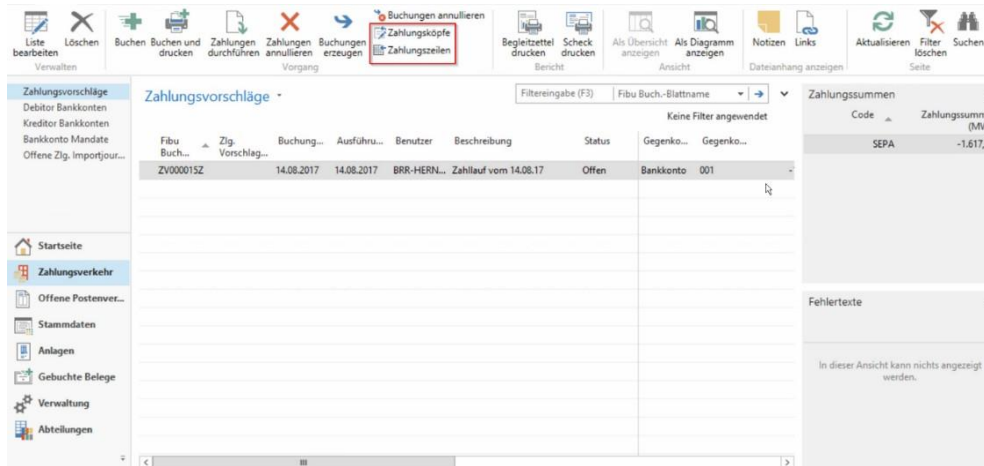 Liste bearbeiten
Löschen
Verwalten
Buchen
Buchen und drucken
Zahlungen durchführen
Zahlungen annullieren
Buchungen erzeugen
Buchungen annullieren
Zahlungsköpfe
Zahlungszeilen
Vorgang
Begleitzettel drucken
Scheck drucken
Bericht
Als Übersicht anzeigen
Als Diagramm anzeigen
Ansicht
Notizen
Links
Dateianhang anzeigen
Aktualisieren
Filter löschen
Suchen
Seite
Zahlungsvorschläge
Debitor Bankkonten
Kreditor Bankkonten
Bankkonto Mandate
Offene Zlg. Importjour...
Startseite
Zahlungsverkehr
Offene Postenver...
Stammdaten
Anlagen
Gebuchte Belege
Verwaltung
Abteilungen
Zahlungsvorschläge
Filtereingabe (F3)
Fibu Buch.-Blattname
Keine Filter angewendet
Fibu Buch... Zlg. Vorschlag... Buchung... Ausführu... Benutzer Beschreibung Status Gegenko... Gegenko...
ZV000015Z 14.08.2017 14.08.2017 BRR-HERN... Zahllauf vom 14.08.17 Offen Bankkonto 001 -
Zahlungssummen
Code Zahlungssumm (MW
SEPA -1.617,
Fehlertexte
In dieser Ansicht kann nichts angezeigt
werden.